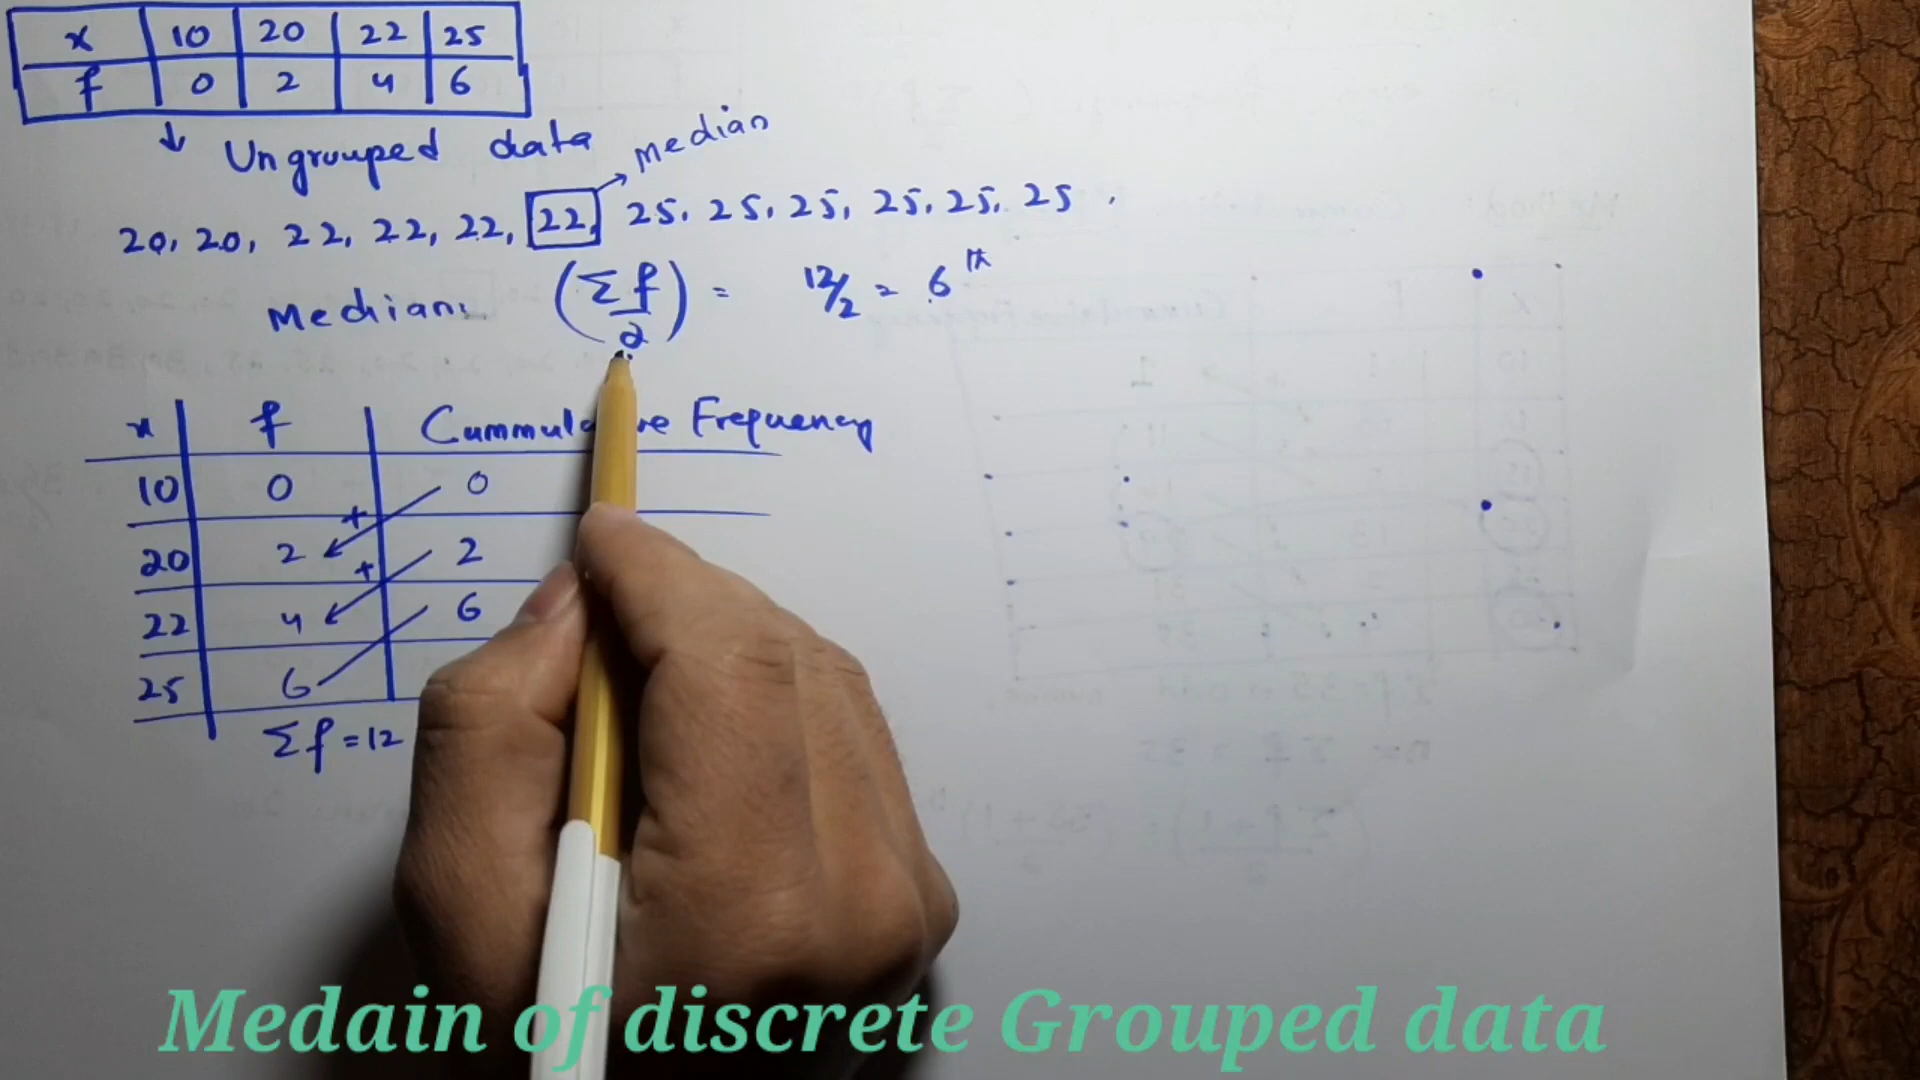 x 10 20 22 25
f 0 2 4 6
↓ Ungrouped data
Median
20, 20, 22, 22, 22, 22, 25, 25, 25, 25, 25, 25,
Median: (Σf/2) = 12/2 = 6th
x f Cummula ve Frequency
10 0 0
+
20 2 2
+
22 4 6
25 6
Σf = 12
Medain of discrete Grouped data